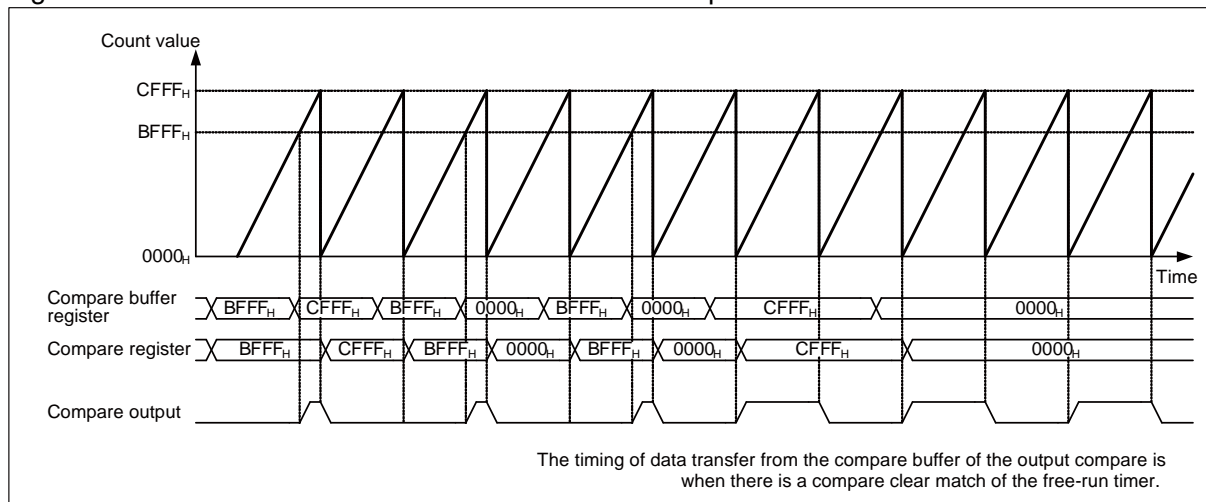 Count value
CFFFH
BFFFH
0000H
Time
Compare buffer
register
BFFFH CFFFH BFFFH 0000H BFFFH 0000H CFFFH 0000H
Compare register BFFFH CFFFH BFFFH 0000H BFFFH 0000H CFFFH 0000H
Compare output
The timing of data transfer from the compare buffer of the output compare is
when there is a compare clear match of the free-run timer.